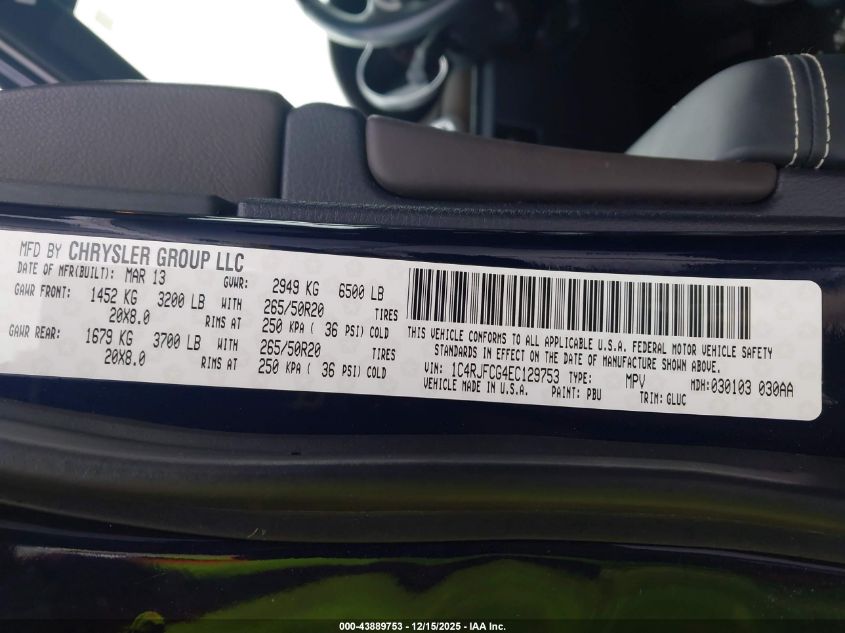 MFD BY CHRYSLER GROUP LLC
DATE OF MFR(BUILT): MAR 13 GVWR: 2949 KG 6500 LB
GAWR FRONT: 1452 KG 3200 LB WITH 265/50R20 TIRES
20X8.0 RIMS AT 250 KPA ( 36 PSI) COLD
GAWR REAR: 1679 KG 3700 LB WITH 265/50R20 TIRES
20X8.0 RIMS AT 250 KPA ( 36 PSI) COLD
THIS VEHICLE CONFORMS TO ALL APPLICABLE U.S.A. FEDERAL MOTOR VEHICLE SAFETY
STANDARDS IN EFFECT ON THE DATE OF MANUFACTURE SHOWN ABOVE.
VIN: 1C4RJFCG4EC129753 TYPE: MPV MDH: 030103 030AA
VEHICLE MADE IN U.S.A. PAINT: PBU TRIM: GLUC
000-43889753 - 12/15/2025 - IAA Inc.